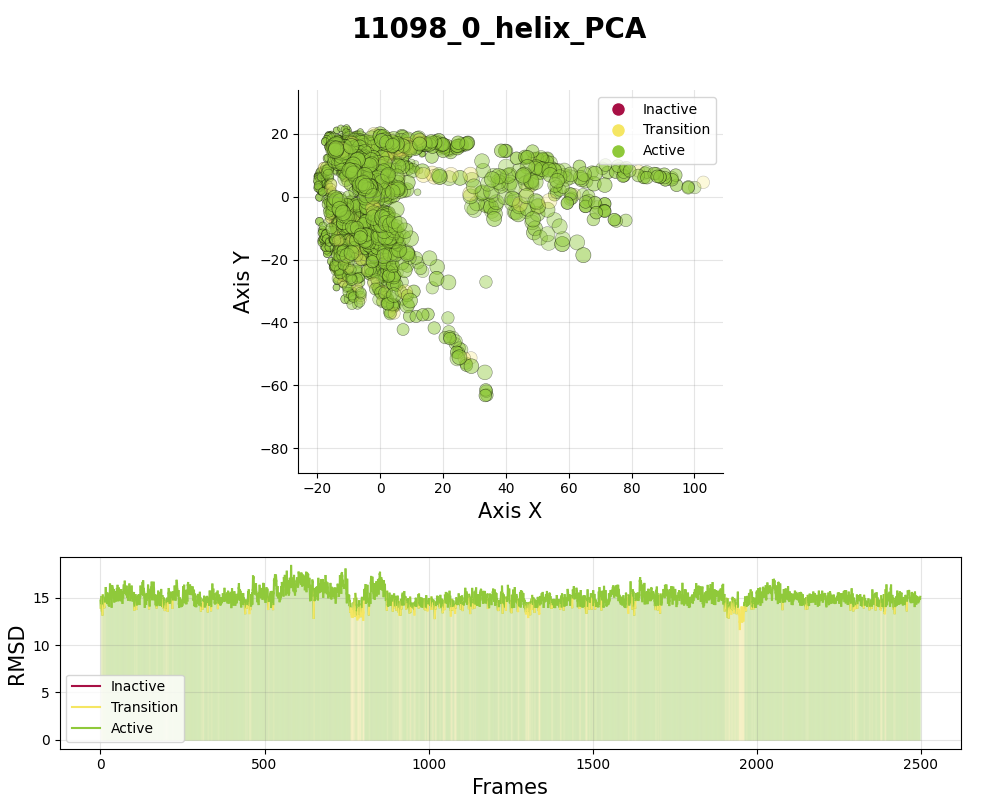 11098_0_helix_PCA
Inactive
Transition
Active
20
0
−20
−40
−60
−80
Axis Y
−20 0 20 40 60 80 100
Axis X
15
10
5
0
RMSD
Inactive
Transition
Active
0 500 1000 1500 2000 2500
Frames